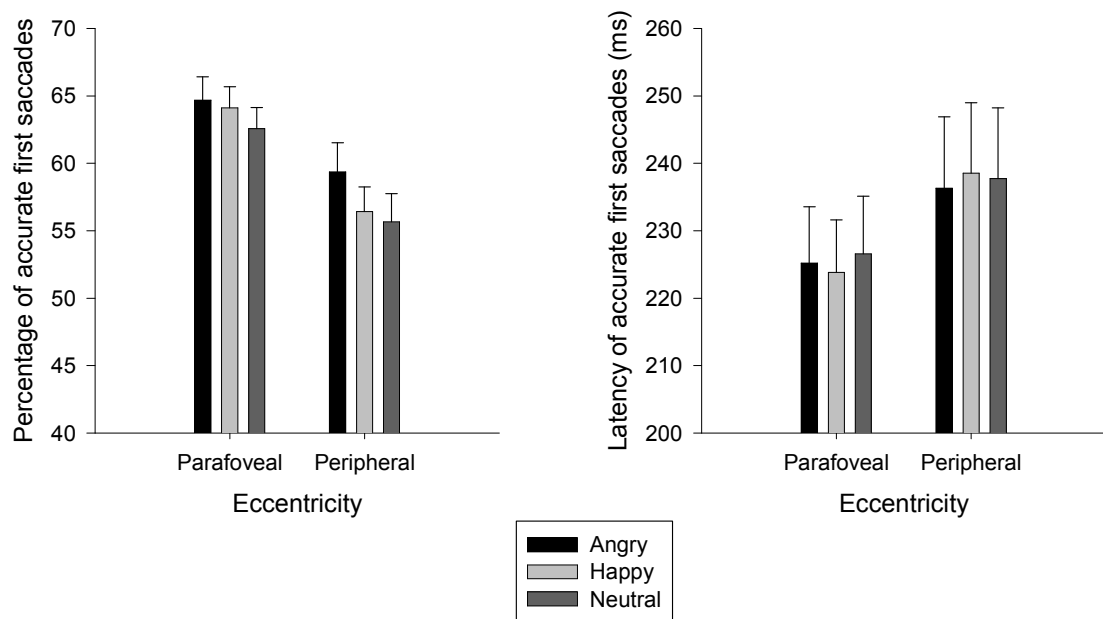 Percentage of accurate first saccades
70
65
60
55
50
45
40
Parafoveal Peripheral
Eccentricity
Latency of accurate first saccades (ms)
260
250
240
230
220
210
200
Parafoveal Peripheral
Eccentricity
Angry
Happy
Neutral